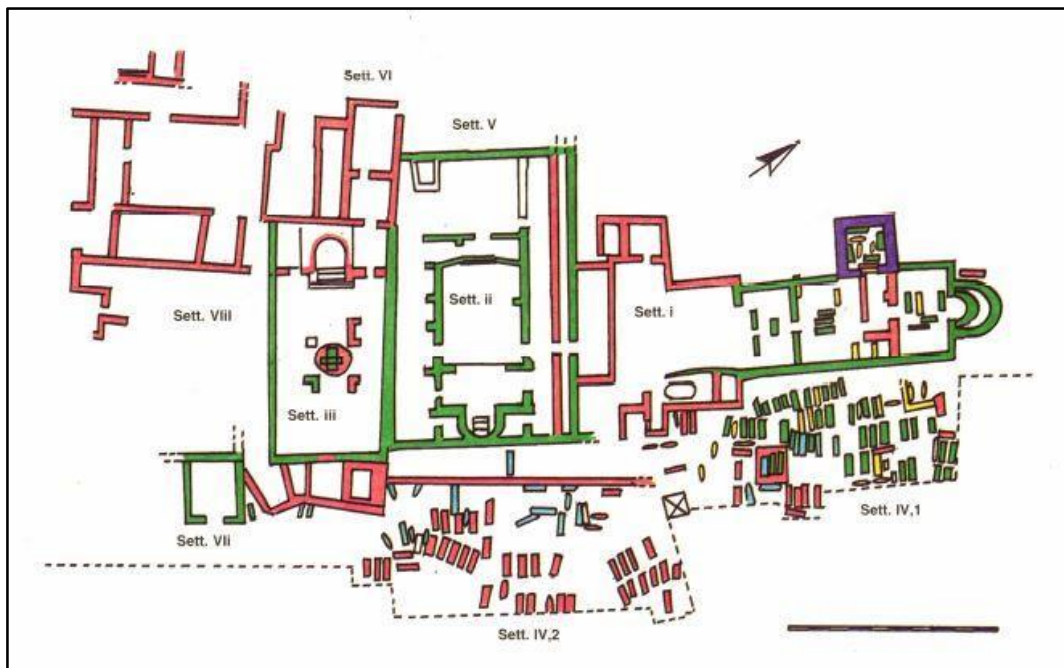 Sett. VI
Sett. V
Sett. ii
Sett. i
Sett. VIiI
Sett. iii
Sett. VIi
Sett. IV,1
Sett. IV,2